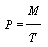 P = M/T